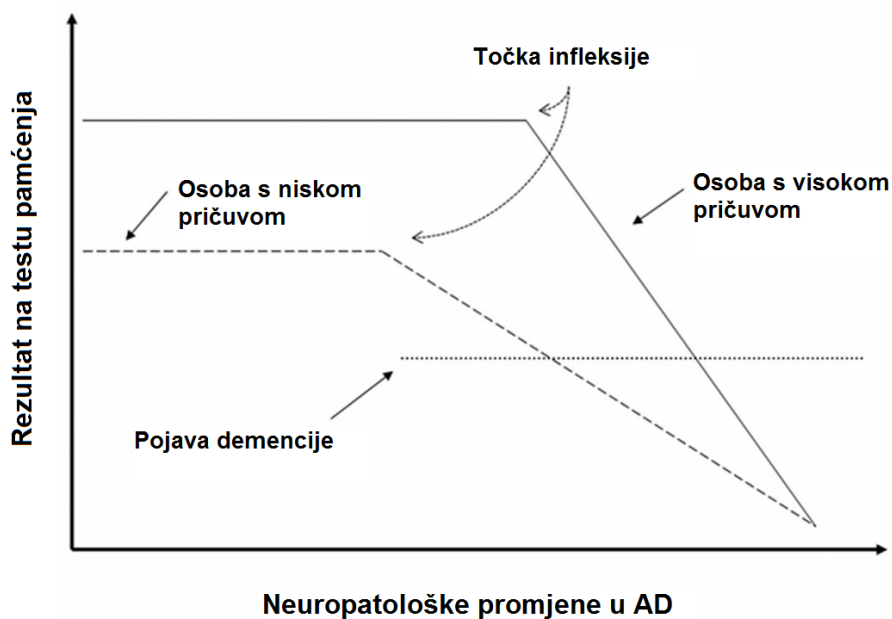 Rezultat na testu pamćenja
Točka infleksije
Osoba s niskom
pričuvom
Osoba s visokom
pričuvom
Pojava demencije
Neuropatološke promjene u AD